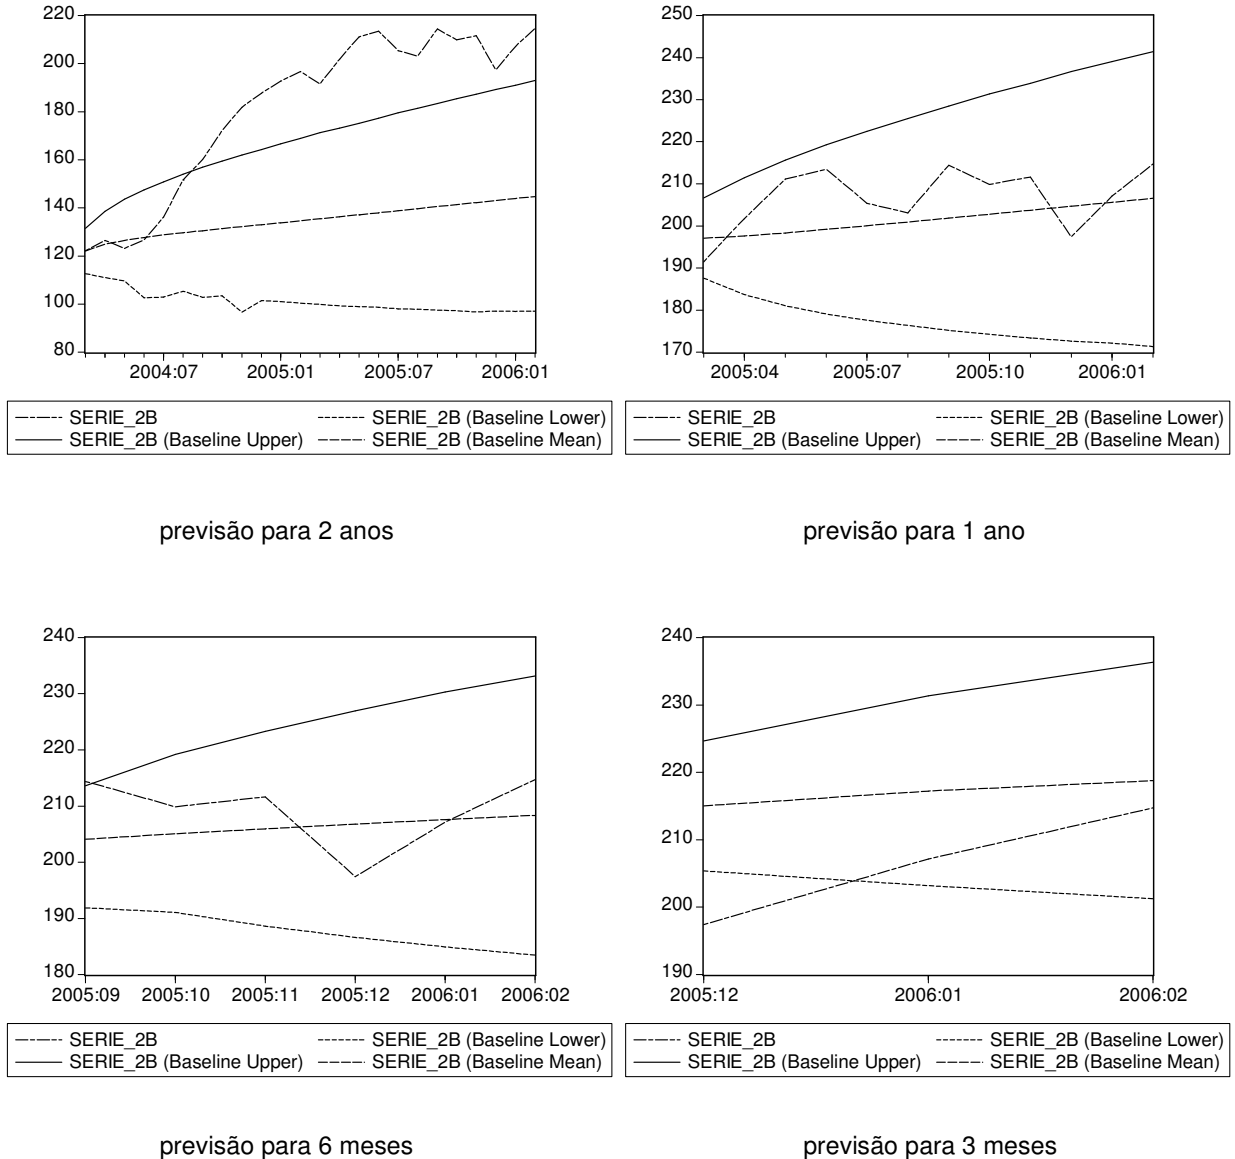 220
200
180
160
140
120
100
80
2004:07 2005:01 2005:07 2006:01
SERIE_2B SERIE_2B (Baseline Lower)
SERIE_2B (Baseline Upper) SERIE_2B (Baseline Mean)
previsão para 2 anos
250
240
230
220
210
200
190
180
170
2005:04 2005:07 2005:10 2006:01
SERIE_2B SERIE_2B (Baseline Lower)
SERIE_2B (Baseline Upper) SERIE_2B (Baseline Mean)
previsão para 1 ano
240
230
220
210
200
190
180
2005:09 2005:10 2005:11 2005:12 2006:01 2006:02
SERIE_2B SERIE_2B (Baseline Lower)
SERIE_2B (Baseline Upper) SERIE_2B (Baseline Mean)
previsão para 6 meses
240
230
220
210
200
190
2005:12 2006:01 2006:02
SERIE_2B SERIE_2B (Baseline Lower)
SERIE_2B (Baseline Upper) SERIE_2B (Baseline Mean)
previsão para 3 meses